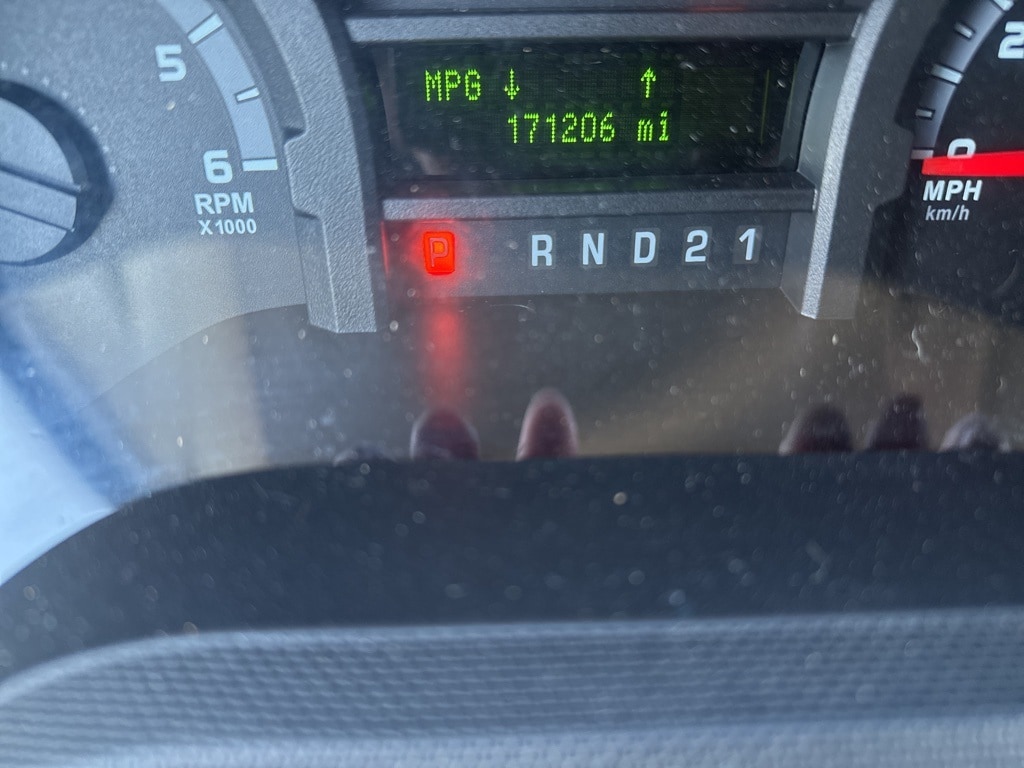 5
6
RPM
X1000
MPG ↓ ↑
171206 mi
P R N D 2 1
2
0
MPH
km/h